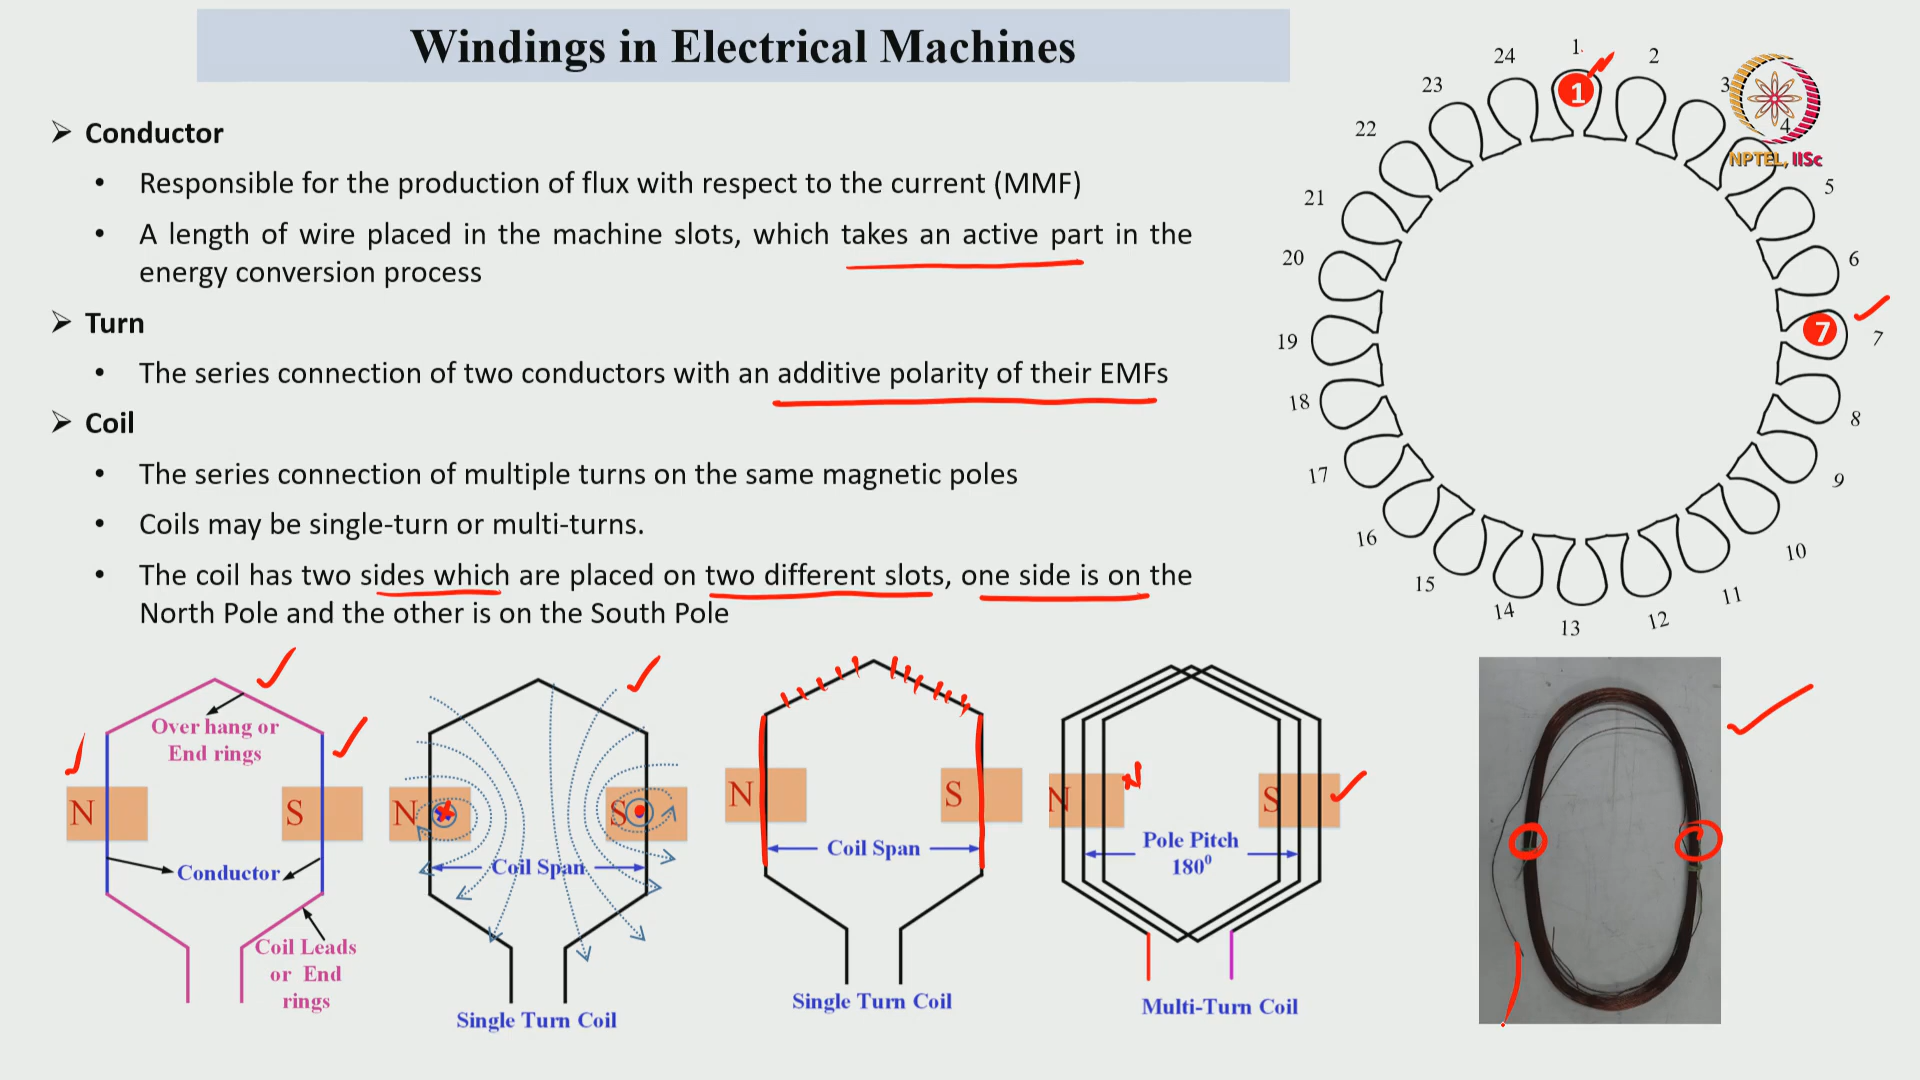 Windings in Electrical Machines
➢ Conductor
• Responsible for the production of flux with respect to the current (MMF)
• A length of wire placed in the machine slots, which takes an active part in the
energy conversion process
➢ Turn
• The series connection of two conductors with an additive polarity of their EMFs
➢ Coil
• The series connection of multiple turns on the same magnetic poles
• Coils may be single-turn or multi-turns.
• The coil has two sides which are placed on two different slots, one side is on the
North Pole and the other is on the South Pole
1
2
3
4
5
6
7
8
9
10
11
12
13
14
15
16
17
18
19
20
21
22
23
24
1
7
NPTEL, IISc
Over hang or
End rings
N
S
Conductor
Coil Leads
or End
rings
N
S
Coil Span
Single Turn Coil
N
S
Coil Span
Single Turn Coil
N
N
S
Pole Pitch
180⁰
Multi-Turn Coil